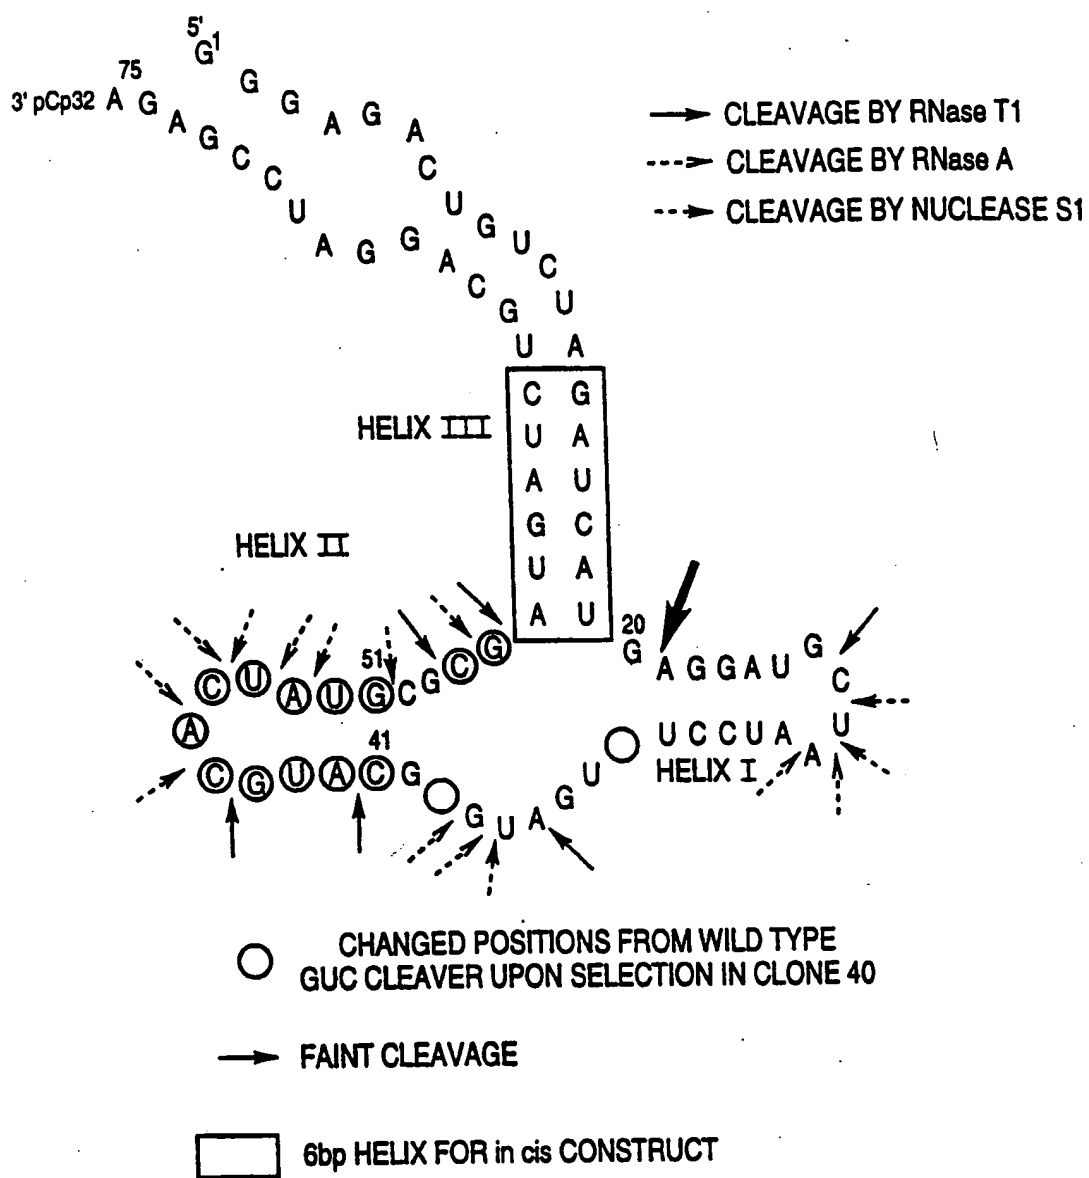 5'
G1
G G A G A C U G U C U A
75
3' pCp32 A G A G C C U A G G A C G U
CLEAVAGE BY RNase T1
CLEAVAGE BY RNase A
CLEAVAGE BY NUCLEASE S1
HELIX III
C G
U A
A U
G C
U A
A U
HELIX II
20
G A G G A U G C U A A U C C U
HELIX I
51
A C U A U G C G C G
41
C G U A C G G U A G U
CHANGED POSITIONS FROM WILD TYPE
GUC CLEAVER UPON SELECTION IN CLONE 40
FAINT CLEAVAGE
6bp HELIX FOR in cis CONSTRUCT